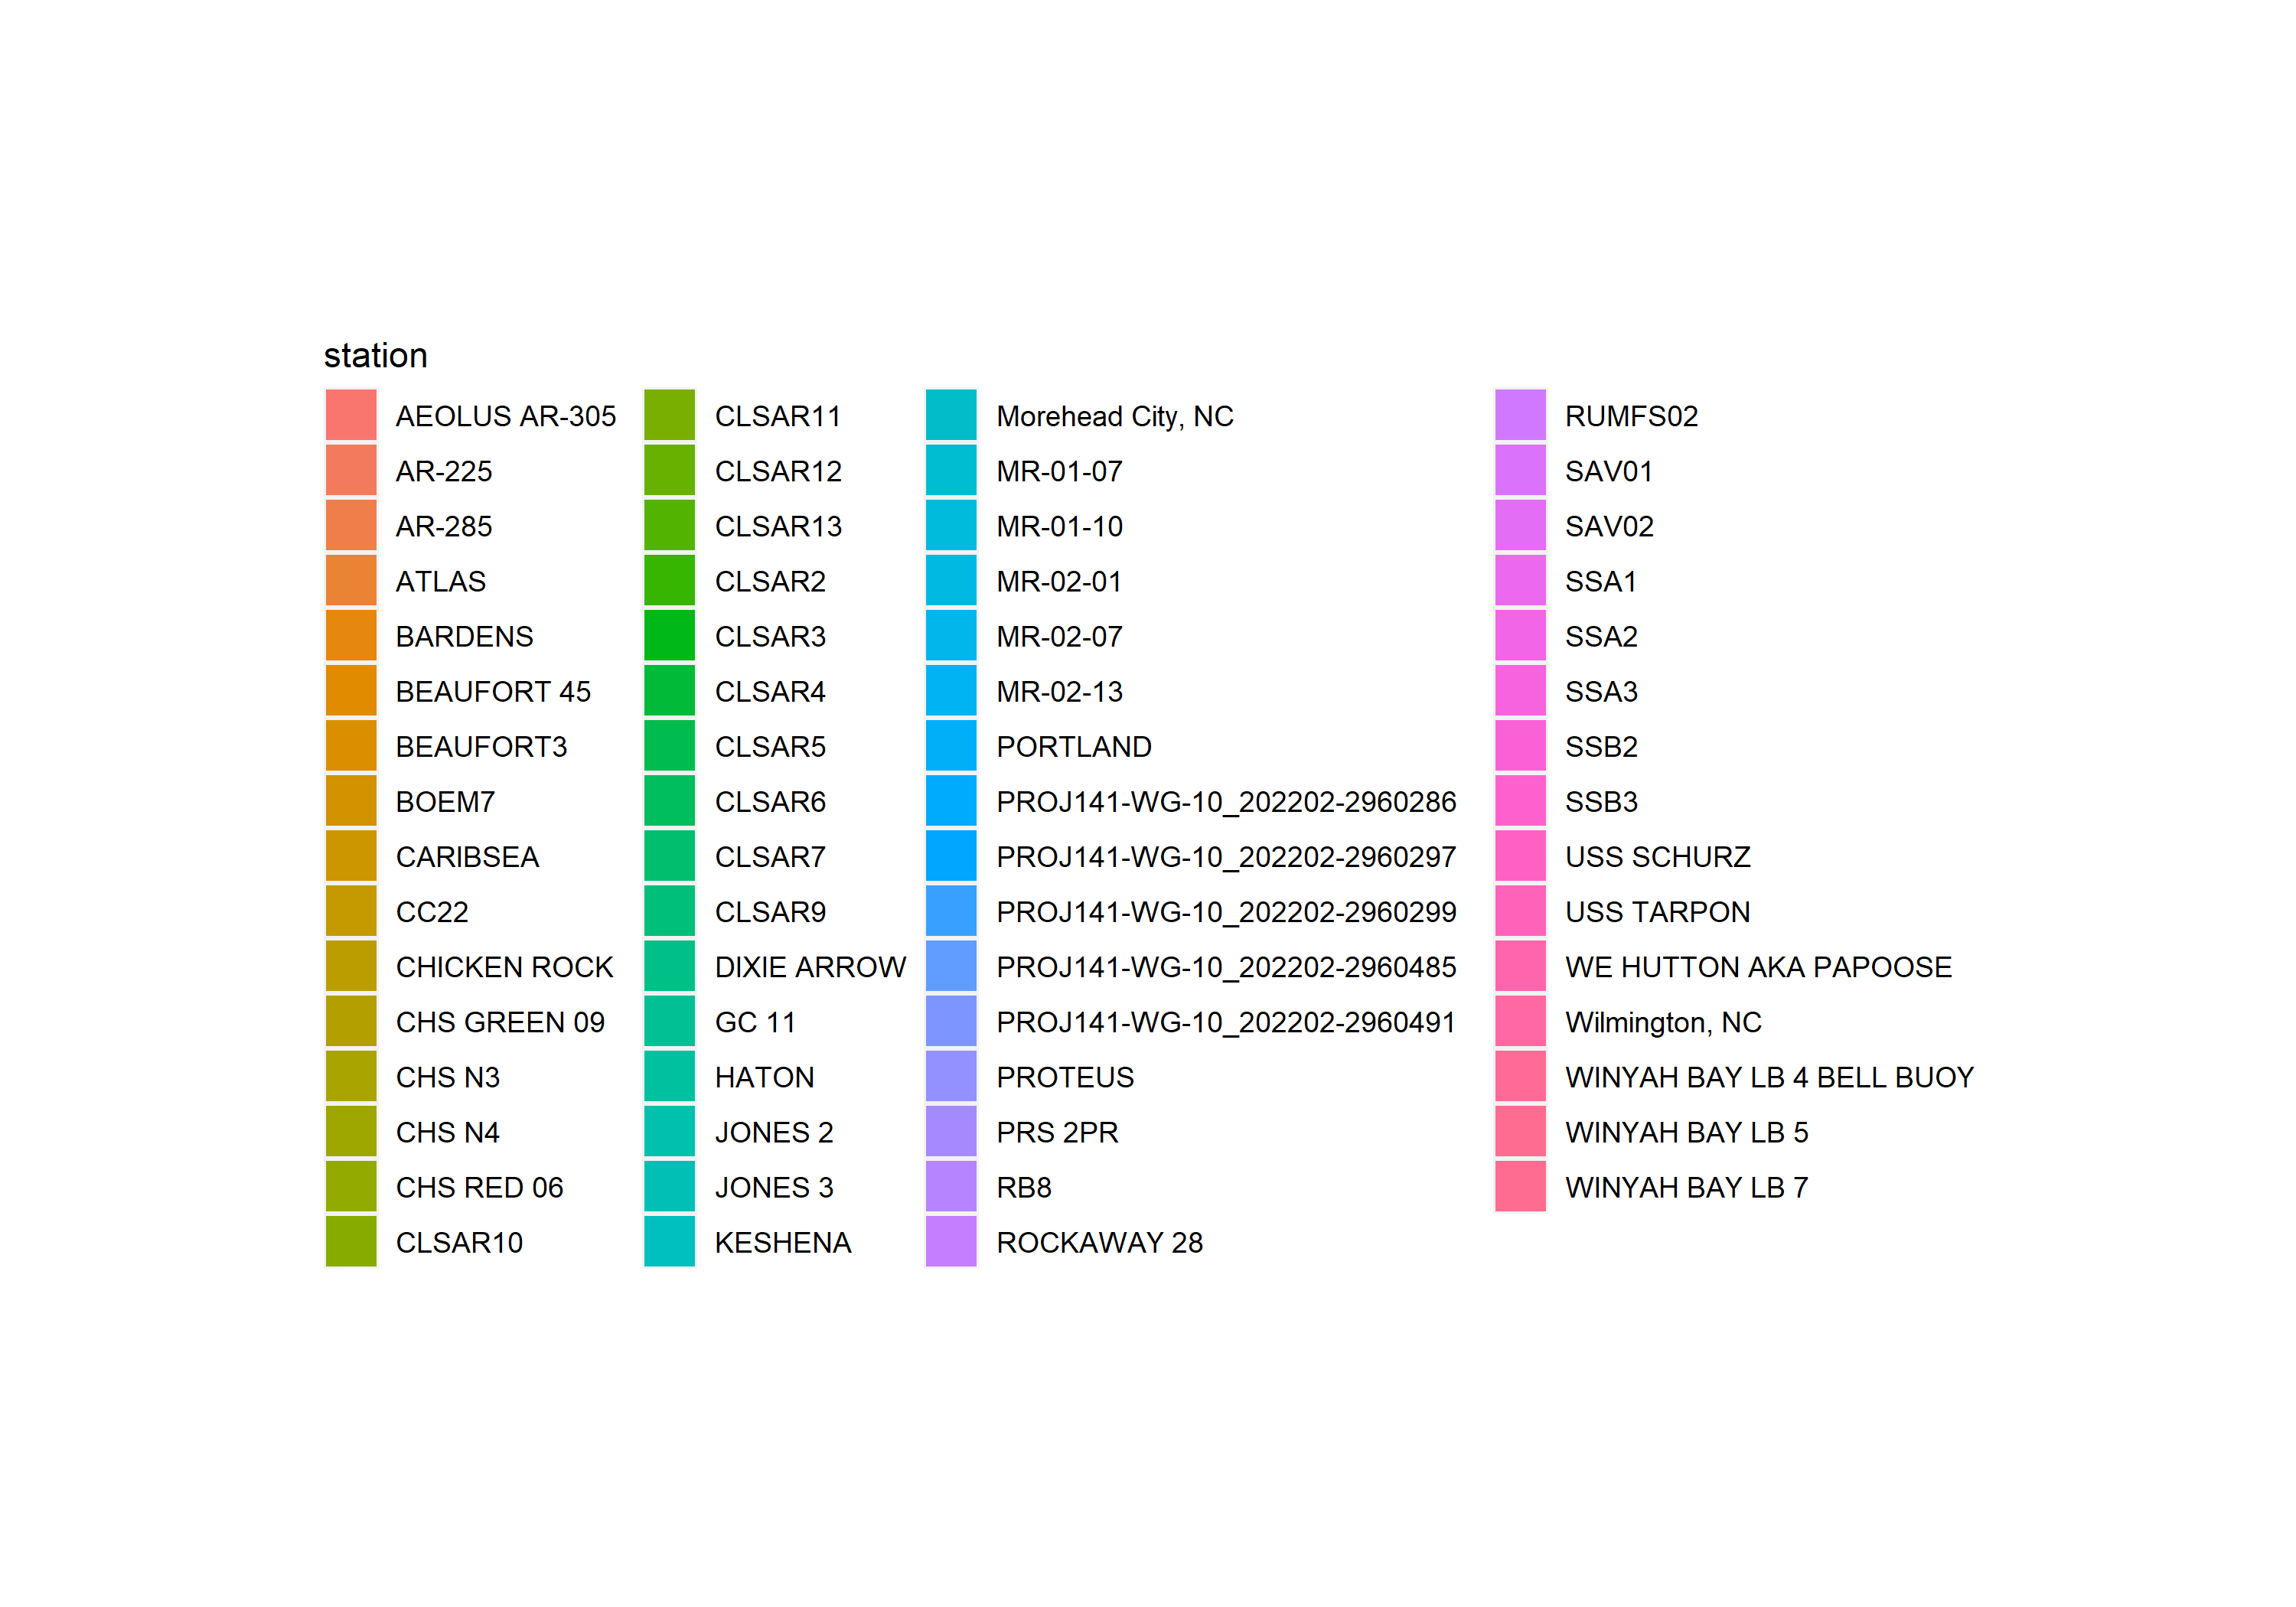 station
AEOLUS AR-305
AR-225
AR-285
ATLAS
BARDENS
BEAUFORT 45
BEAUFORT3
BOEM7
CARIBSEA
CC22
CHICKEN ROCK
CHS GREEN 09
CHS N3
CHS N4
CHS RED 06
CLSAR10
CLSAR11
CLSAR12
CLSAR13
CLSAR2
CLSAR3
CLSAR4
CLSAR5
CLSAR6
CLSAR7
CLSAR9
DIXIE ARROW
GC 11
HATON
JONES 2
JONES 3
KESHENA
Morehead City, NC
MR-01-07
MR-01-10
MR-02-01
MR-02-07
MR-02-13
PORTLAND
PROJ141-WG-10_202202-2960286
PROJ141-WG-10_202202-2960297
PROJ141-WG-10_202202-2960299
PROJ141-WG-10_202202-2960485
PROJ141-WG-10_202202-2960491
PROTEUS
PRS 2PR
RB8
ROCKAWAY 28
RUMFS02
SAV01
SAV02
SSA1
SSA2
SSA3
SSB2
SSB3
USS SCHURZ
USS TARPON
WE HUTTON AKA PAPOOSE
Wilmington, NC
WINYAH BAY LB 4 BELL BUOY
WINYAH BAY LB 5
WINYAH BAY LB 7